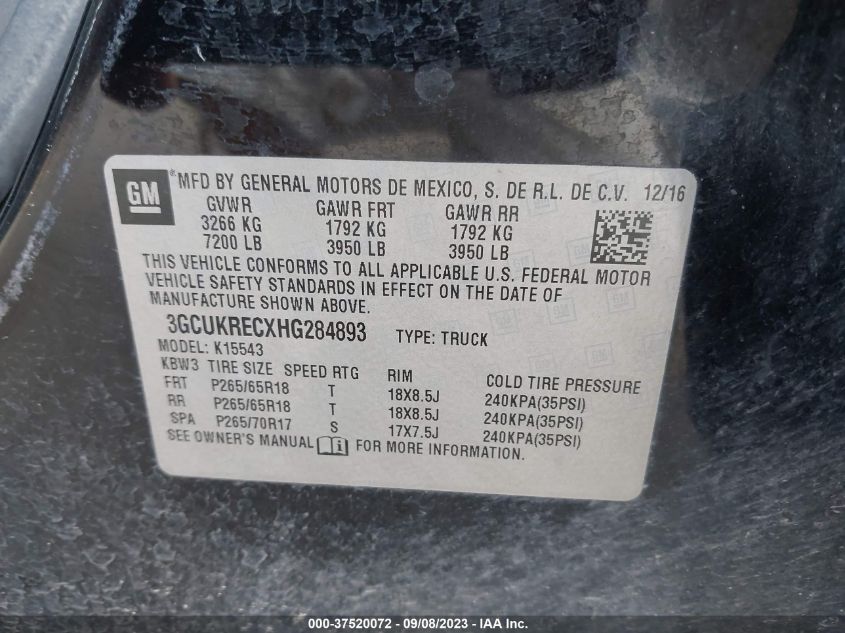 GM ® MFD BY GENERAL MOTORS DE MEXICO, S. DE R.L. DE C.V. 12/16
GVWR GAWR FRT GAWR RR
3266 KG 1792 KG 1792 KG
7200 LB 3950 LB 3950 LB
THIS VEHICLE CONFORMS TO ALL APPLICABLE U.S. FEDERAL MOTOR
VEHICLE SAFETY STANDARDS IN EFFECT ON THE DATE OF
MANUFACTURE SHOWN ABOVE.
3GCUKRECXHG284893 TYPE: TRUCK
MODEL: K15543
KBW3 TIRE SIZE SPEED RTG RIM COLD TIRE PRESSURE
FRT P265/65R18 T 18X8.5J 240KPA(35PSI)
RR P265/65R18 T 18X8.5J 240KPA(35PSI)
SPA P265/70R17 S 17X7.5J 240KPA(35PSI)
SEE OWNER'S MANUAL FOR MORE INFORMATION.
000-37520072 - 09/08/2023 - IAA Inc.